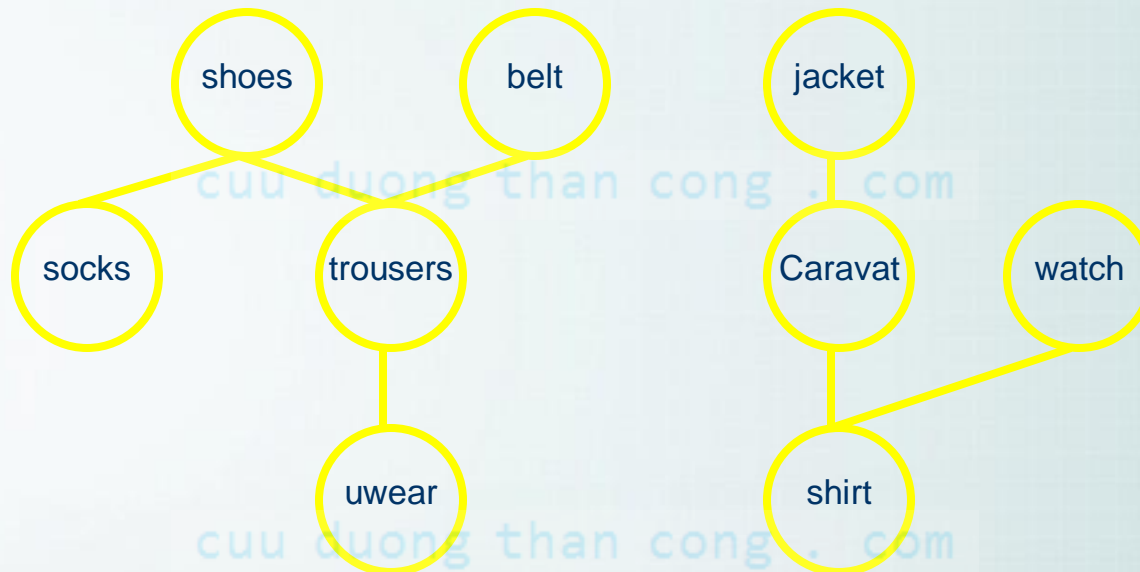 shoes belt jacket
cuu duong than cong . com
socks trousers Caravat watch
uwear shirt
cuu duong than cong . com